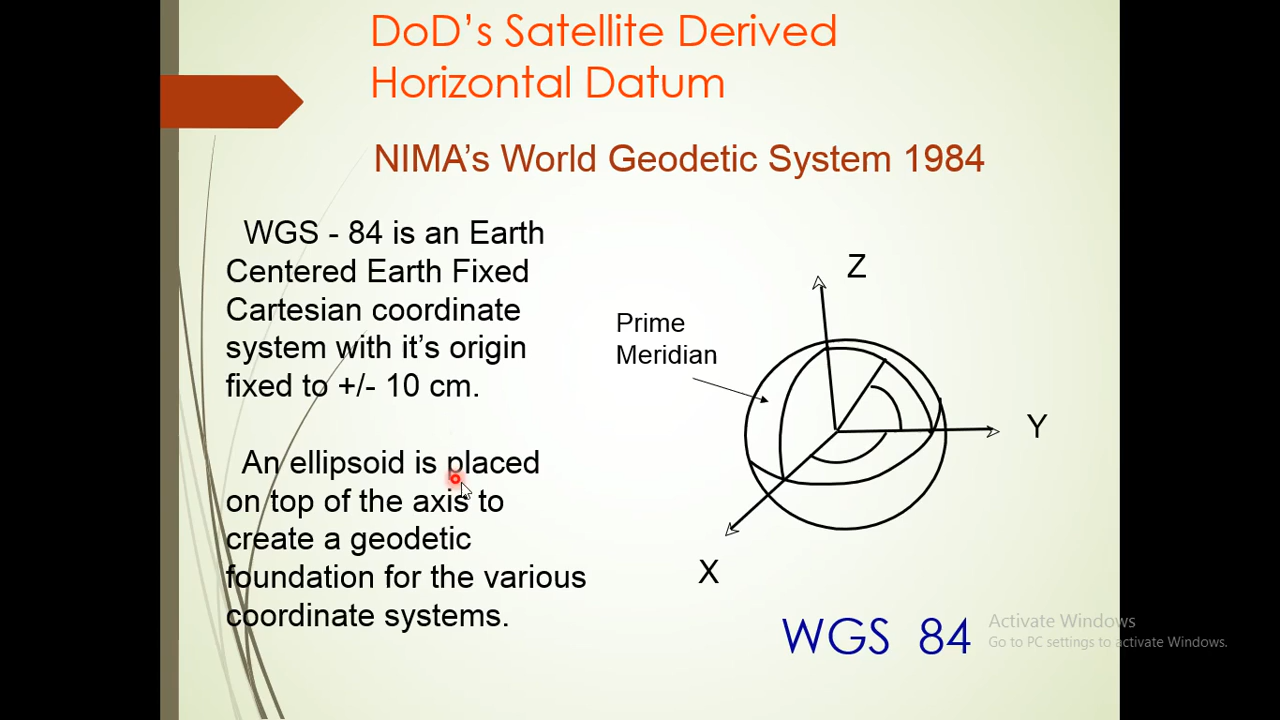 DoD's Satellite Derived
Horizontal Datum
NIMA's World Geodetic System 1984
WGS - 84 is an Earth
Centered Earth Fixed
Cartesian coordinate
system with it's origin
fixed to +/- 10 cm.
An ellipsoid is placed
on top of the axis to
create a geodetic
foundation for the various
coordinate systems.
Z
Prime
Meridian
Y
X
WGS 84
Activate Windows
Go to PC settings to activate Windows.